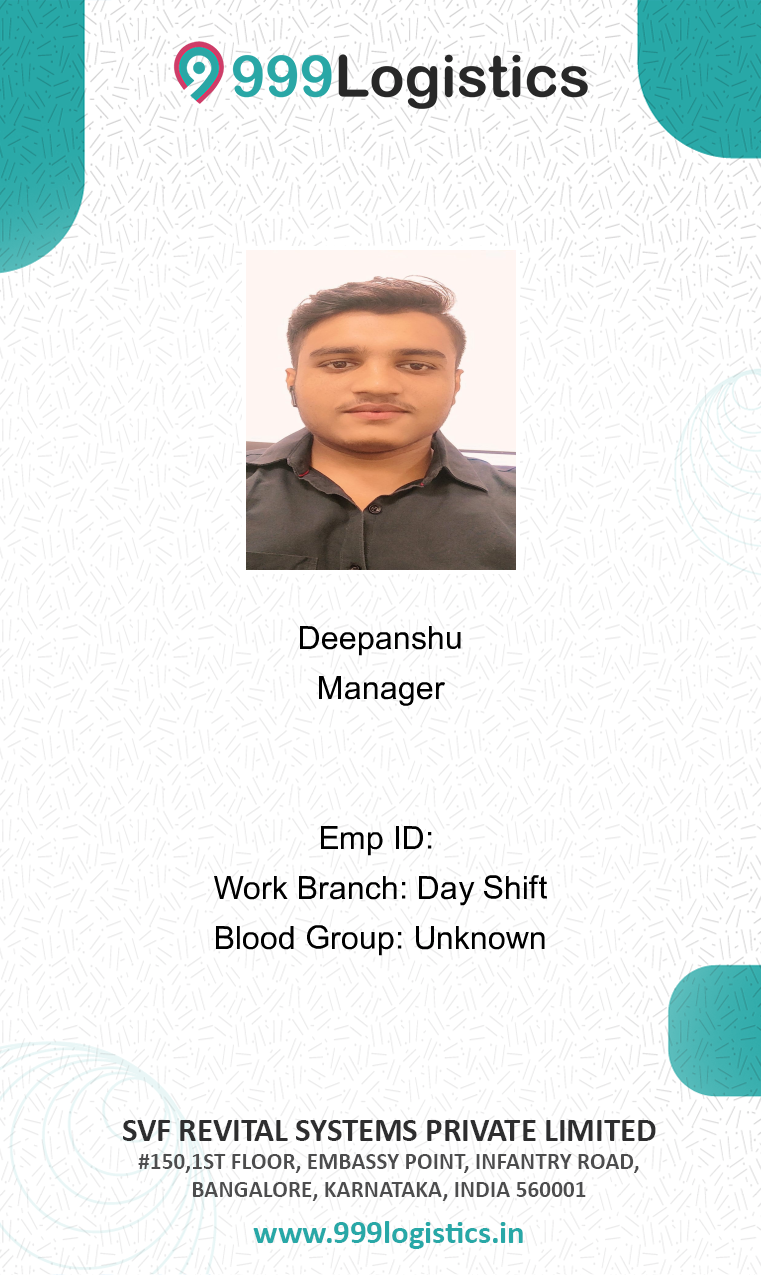 999Logistics
Deepanshu
Manager
Emp ID:
Work Branch: Day Shift
Blood Group: Unknown
SVF REVITAL SYSTEMS PRIVATE LIMITED
#150,1ST FLOOR, EMBASSY POINT, INFANTRY ROAD,
BANGALORE, KARNATAKA, INDIA 560001
www.999logistics.in